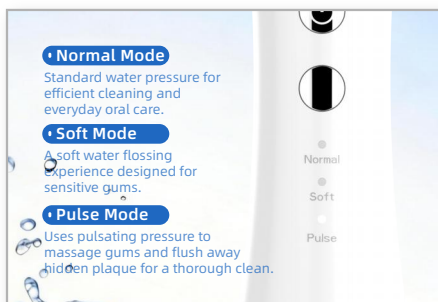 • Normal Mode
Standard water pressure for
efficient cleaning and
everyday oral care.
• Soft Mode
A soft water flossing
experience designed for
sensitive gums.
• Pulse Mode
Uses pulsating pressure to
massage gums and flush away
hidden plaque for a thorough clean.
Normal
Soft
Pulse